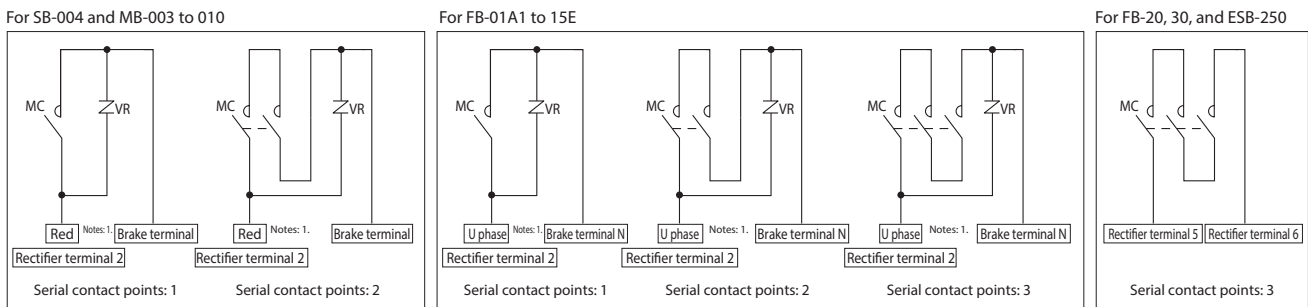 For SB-004 and MB-003 to 010
For FB-01A1 to 15E
For FB-20, 30, and ESB-250
MC VR MC VR MC VR MC VR MC VR MC
Red Notes: 1. Brake terminal Red Notes: 1. Brake terminal U phase Notes: 1. Brake terminal N U phase Notes: 1. Brake terminal N U phase Notes: 1. Brake terminal N Rectifier terminal 5 Rectifier terminal 6
Rectifier terminal 2 Rectifier terminal 2 Rectifier terminal 2 Rectifier terminal 2 Rectifier terminal 2
Serial contact points: 1 Serial contact points: 2 Serial contact points: 1 Serial contact points: 2 Serial contact points: 3 Serial contact points: 3